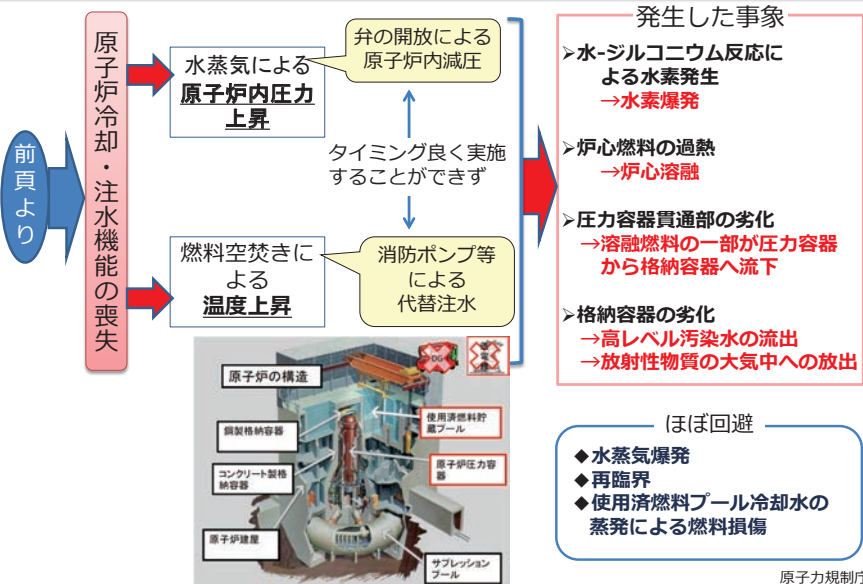 前頁より
原子炉冷却・注水機能の喪失
水蒸気による
原子炉内圧力
上昇
弁の開放による
原子炉内減圧
タイミング良く実施
することができず
燃料空焚きに
よる
温度上昇
消防ポンプ等
による
代替注水
発生した事象
➢水-ジルコニウム反応に
よる水素発生
→水素爆発
➢炉心燃料の過熱
→炉心溶融
➢圧力容器貫通部の劣化
→溶融燃料の一部が圧力容器
から格納容器へ流下
➢格納容器の劣化
→高レベル汚染水の流出
→放射性物質の大気中への放出
ほぼ回避
◆水蒸気爆発
◆再臨界
◆使用済燃料プール冷却水の
蒸発による燃料損傷
原子炉の構造
DG
鋼製格納容器
コンクリート製格
納容器
原子炉建屋
使用済燃料貯
蔵プール
原子炉圧力容
器
サプレッション
プール
原子力規制庁